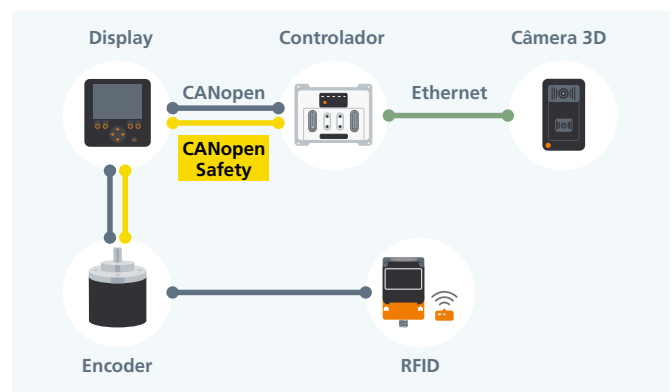 Display
Controlador
Câmera 3D
CANopen
Ethernet
CANopen
Safety
Encoder
RFID